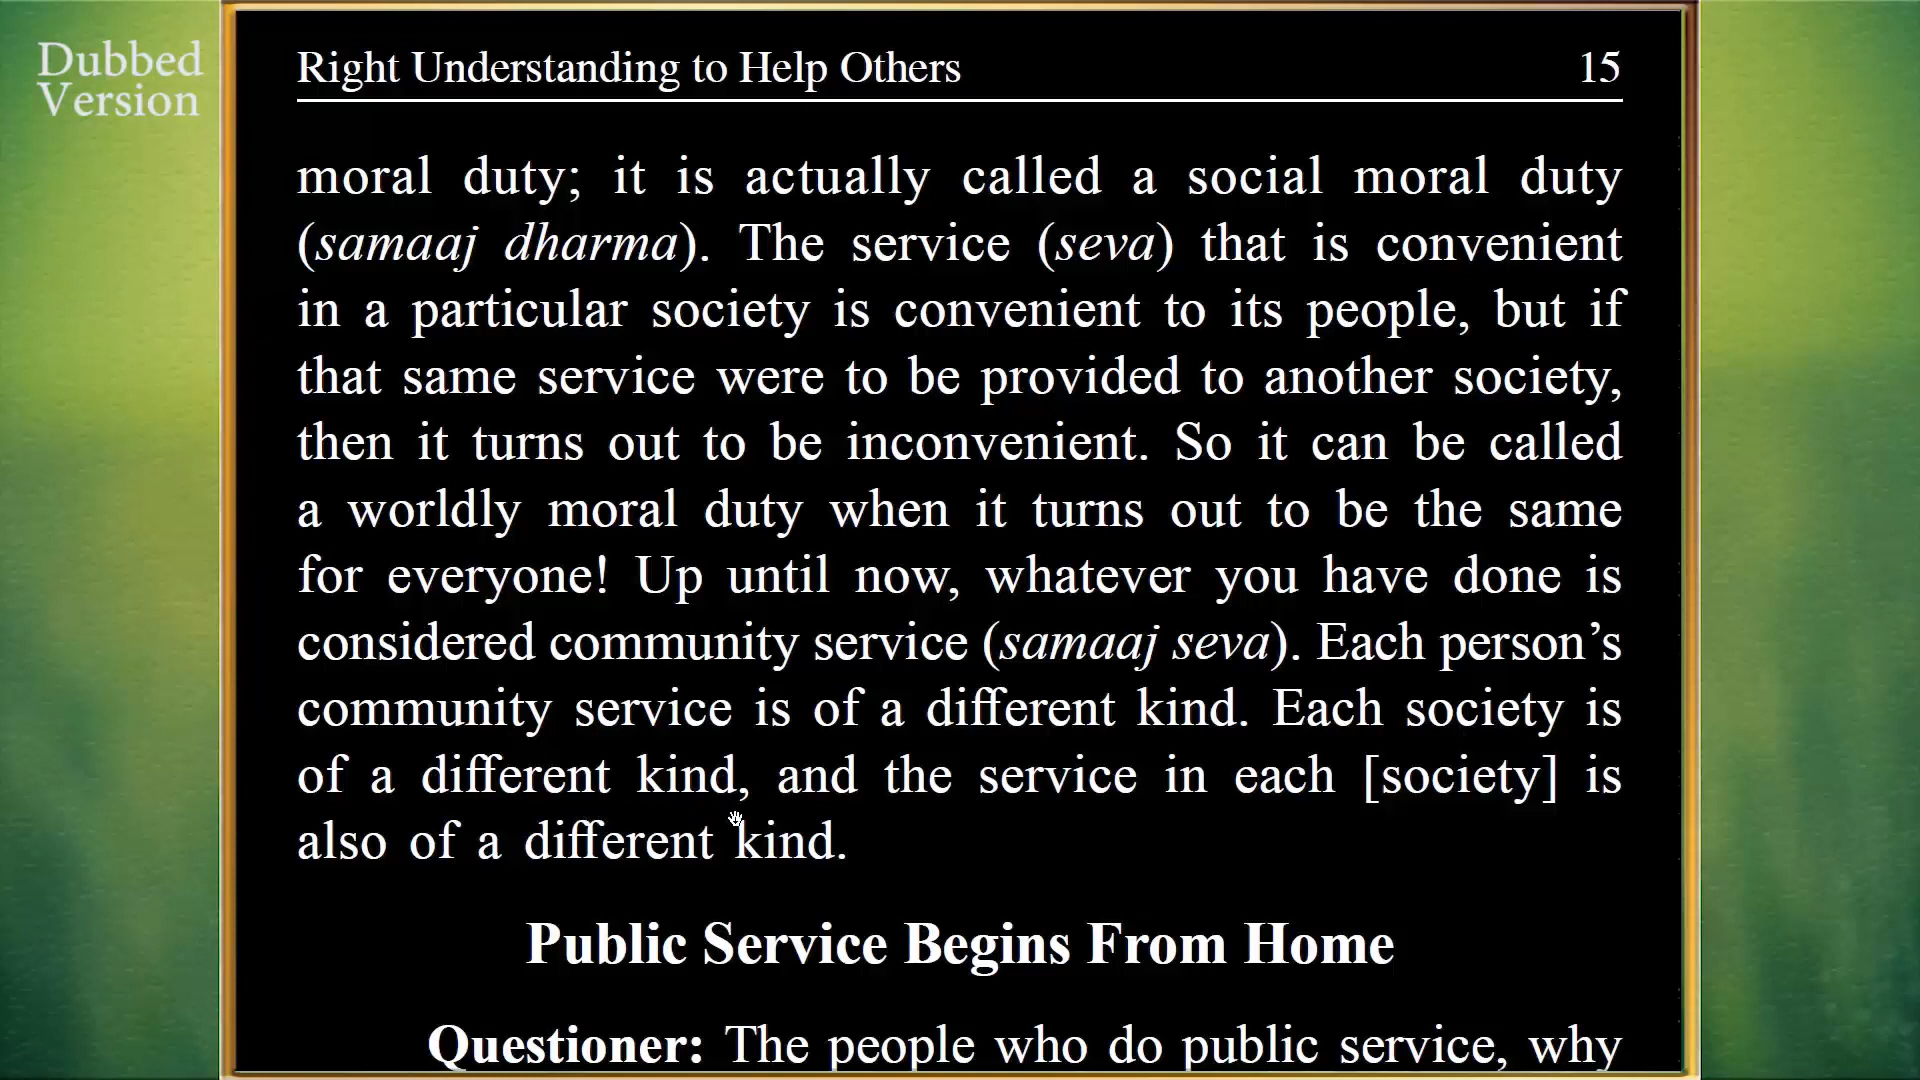 Dubbed
Version
Right Understanding to Help Others 15
moral duty; it is actually called a social moral duty
(samaaj dharma). The service (seva) that is convenient
in a particular society is convenient to its people, but if
that same service were to be provided to another society,
then it turns out to be inconvenient. So it can be called
a worldly moral duty when it turns out to be the same
for everyone! Up until now, whatever you have done is
considered community service (samaaj seva). Each person’s
community service is of a different kind. Each society is
of a different kind, and the service in each [society] is
also of a different kind.
Public Service Begins From Home
Questioner: The people who do public service, why